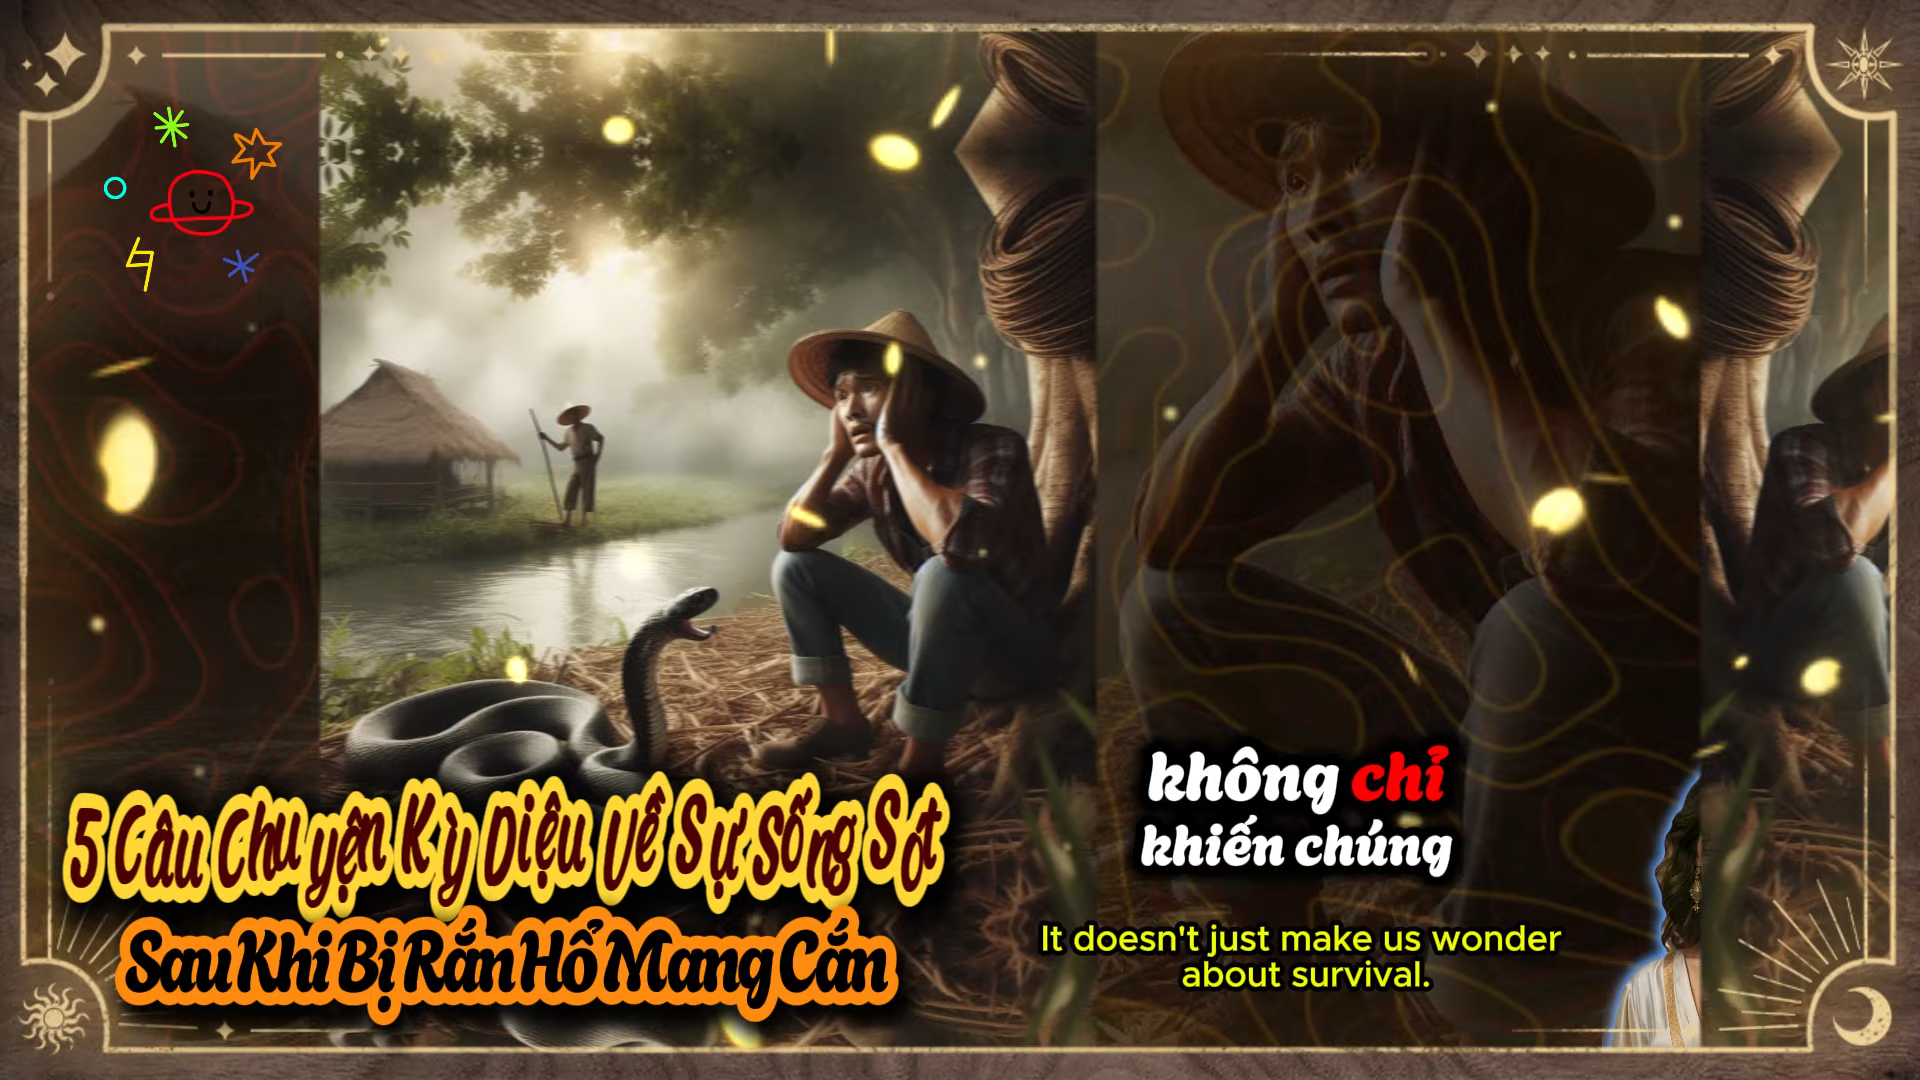 5 Câu Chuyện Kỳ Diệu Về Sự Sống Sót
Sau Khi Bị Rắn Hổ Mang Cắn
không chỉ
khiến chúng
It doesn't just make us wonder
about survival.